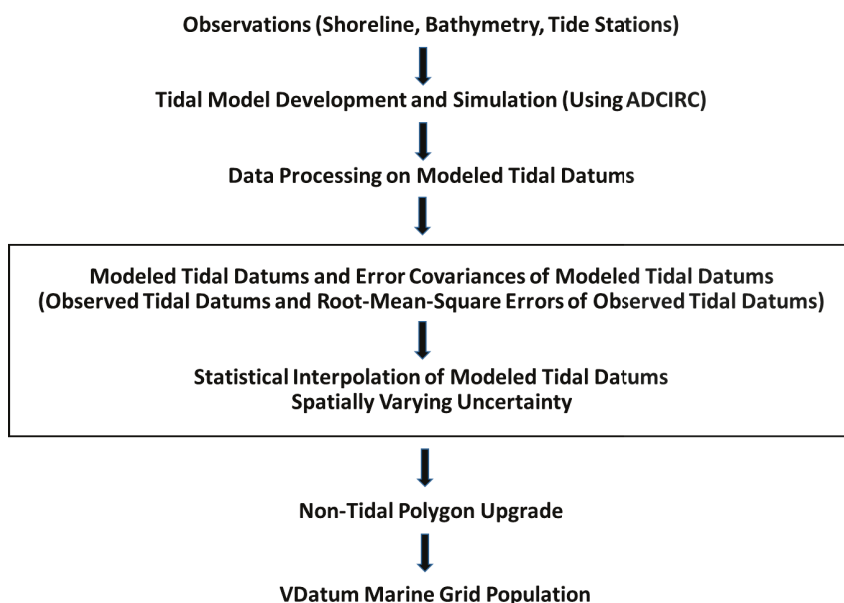 Observations (Shoreline, Bathymetry, Tide Stations)
Tidal Model Development and Simulation (Using ADCIRC)
Data Processing on Modeled Tidal Datums
Modeled Tidal Datums and Error Covariances of Modeled Tidal Datums
(Observed Tidal Datums and Root-Mean-Square Errors of Observed Tidal Datums)
Statistical Interpolation of Modeled Tidal Datums
Spatially Varying Uncertainty
Non-Tidal Polygon Upgrade
VDatum Marine Grid Population